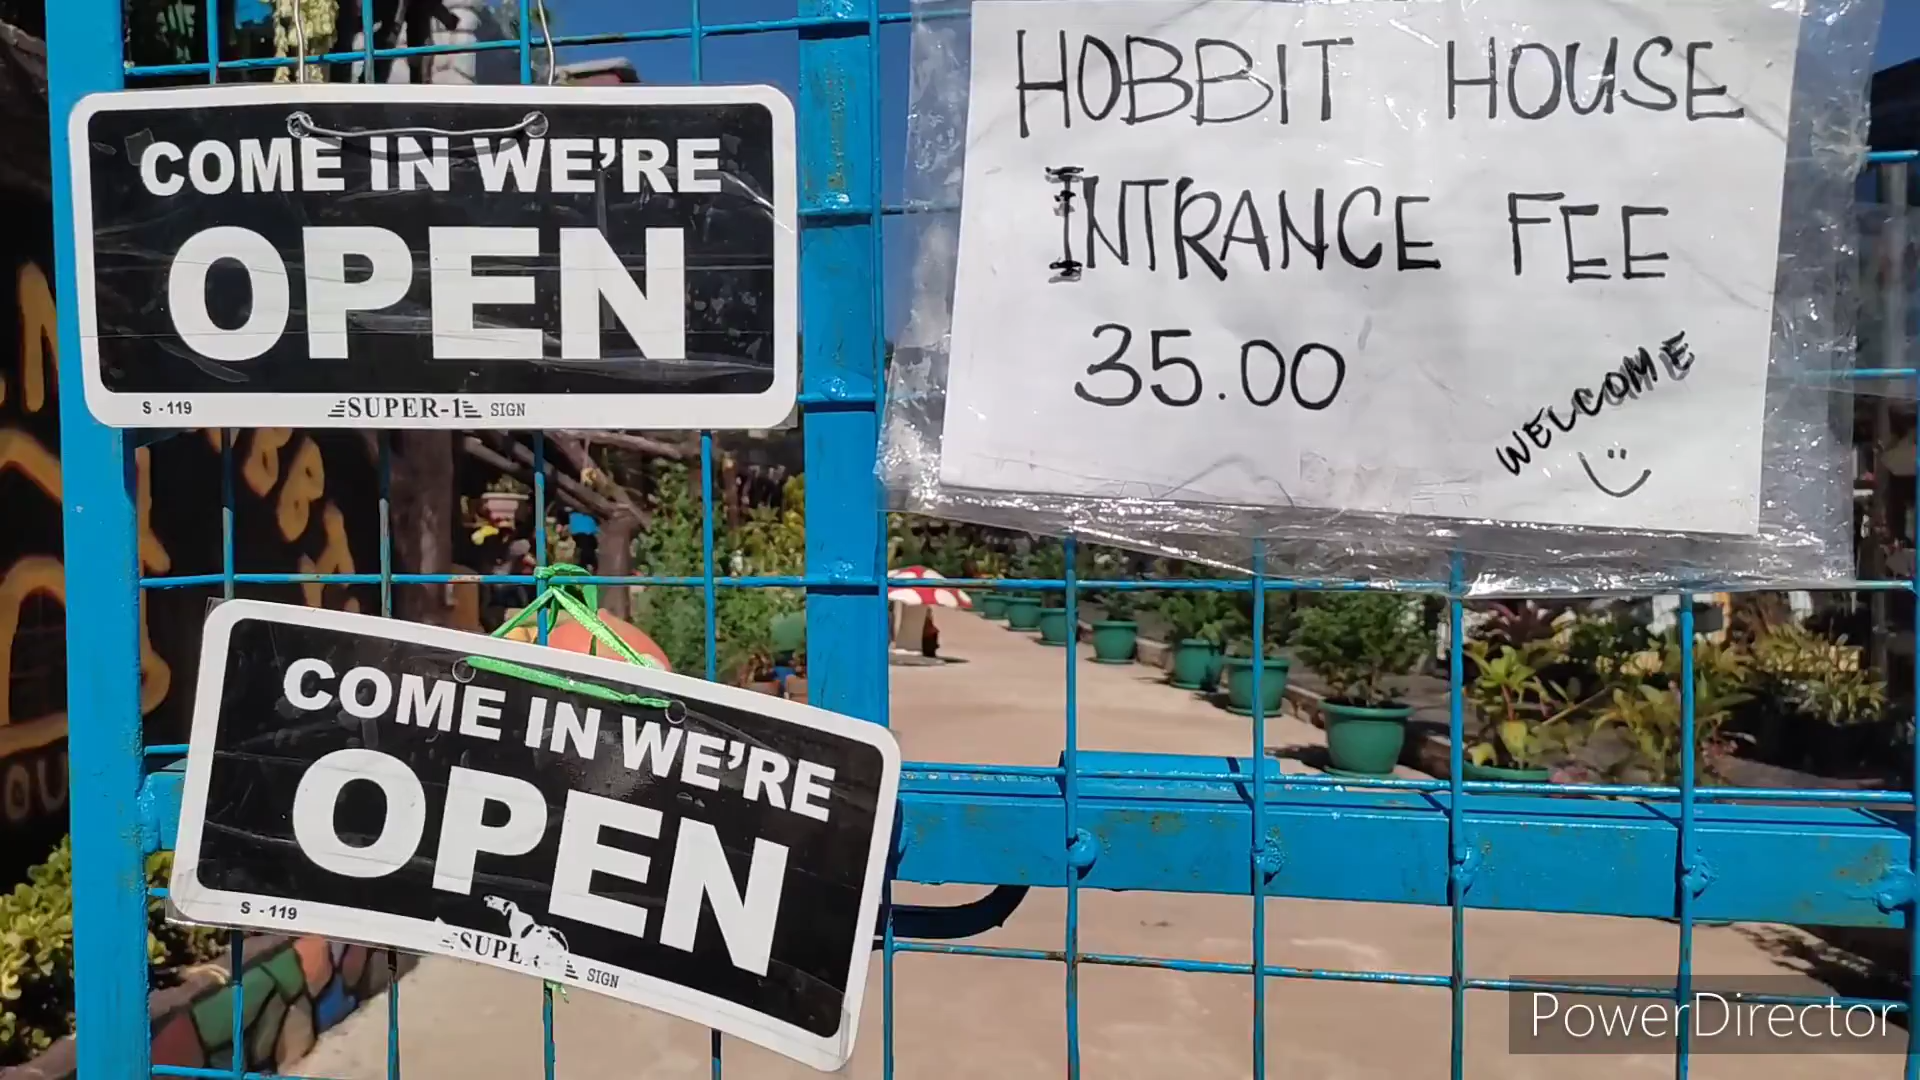 COME IN WE'RE
OPEN
S - 119
SUPER-1 SIGN
HOBBIT HOUSE
INTRANCE FEE
35.00
WELCOME
COME IN WE'RE
OPEN
S - 119
SIGN
PowerDirector